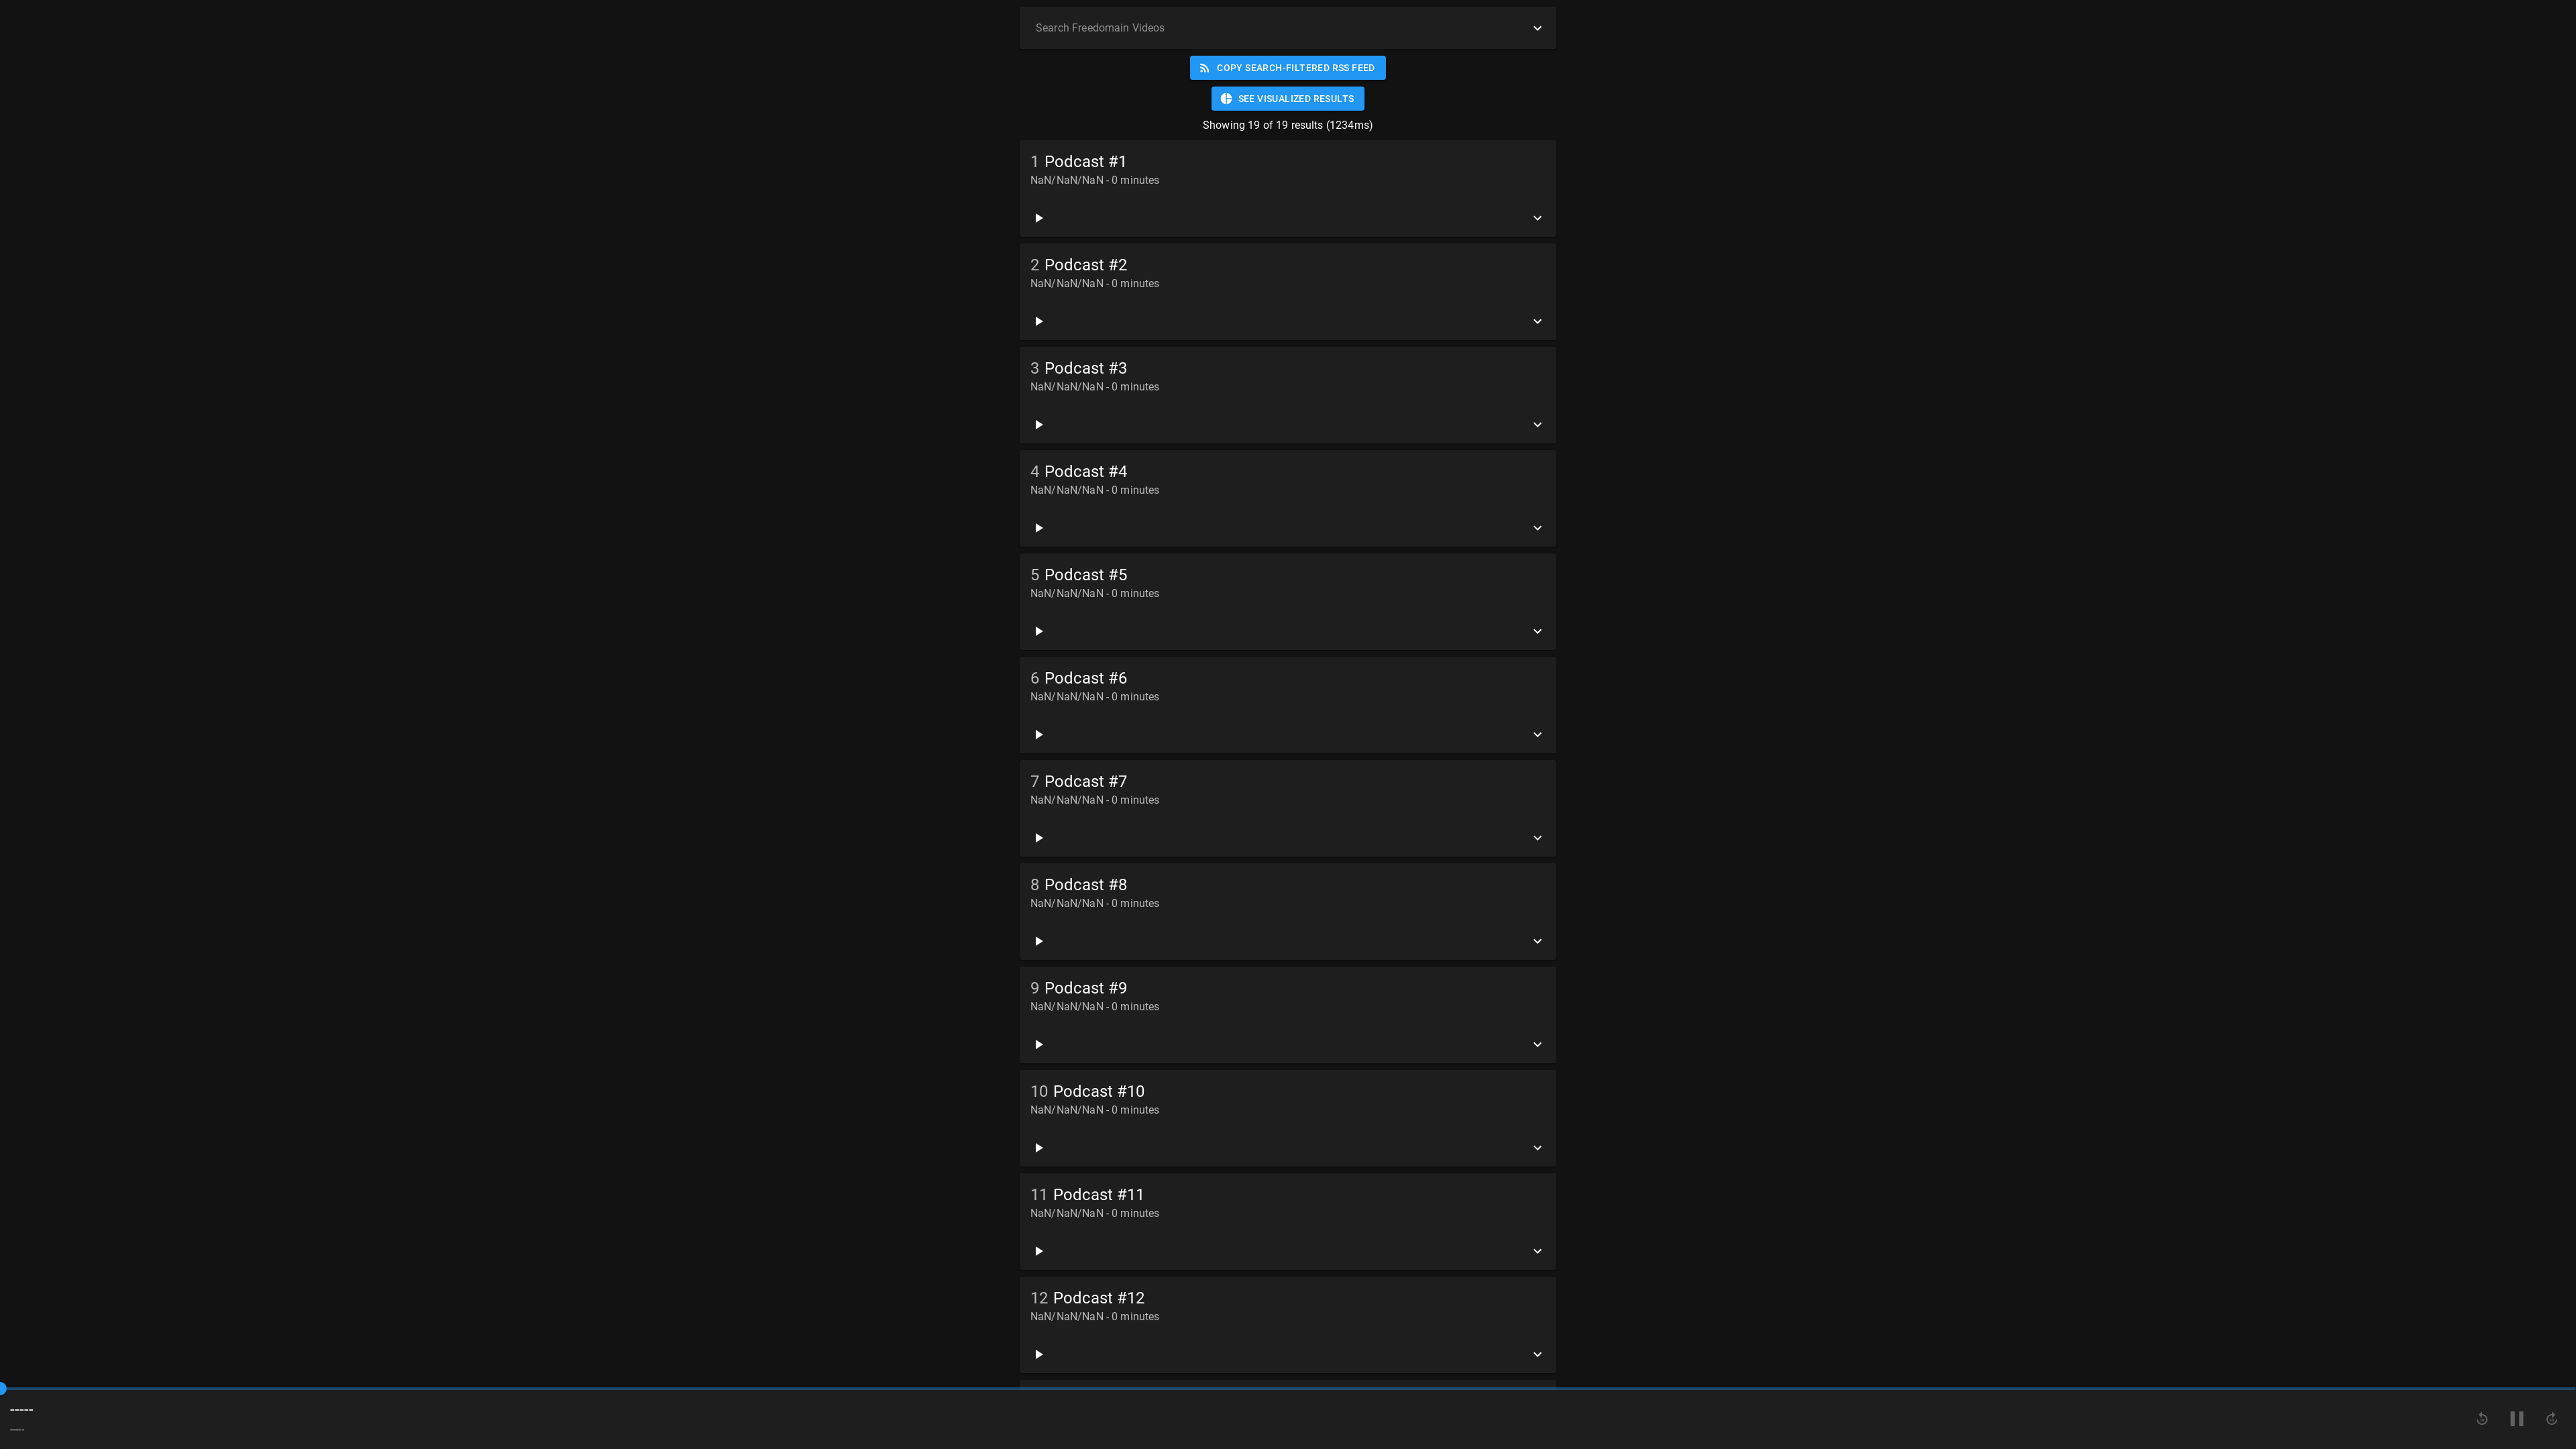 Search Freedomain Videos
COPY SEARCH-FILTERED RSS FEED
SEE VISUALIZED RESULTS
Showing 19 of 19 results (1234ms)
1 Podcast #1
NaN/NaN/NaN - 0 minutes
2 Podcast #2
NaN/NaN/NaN - 0 minutes
3 Podcast #3
NaN/NaN/NaN - 0 minutes
4 Podcast #4
NaN/NaN/NaN - 0 minutes
5 Podcast #5
NaN/NaN/NaN - 0 minutes
6 Podcast #6
NaN/NaN/NaN - 0 minutes
7 Podcast #7
NaN/NaN/NaN - 0 minutes
8 Podcast #8
NaN/NaN/NaN - 0 minutes
9 Podcast #9
NaN/NaN/NaN - 0 minutes
10 Podcast #10
NaN/NaN/NaN - 0 minutes
11 Podcast #11
NaN/NaN/NaN - 0 minutes
12 Podcast #12
NaN/NaN/NaN - 0 minutes
-----